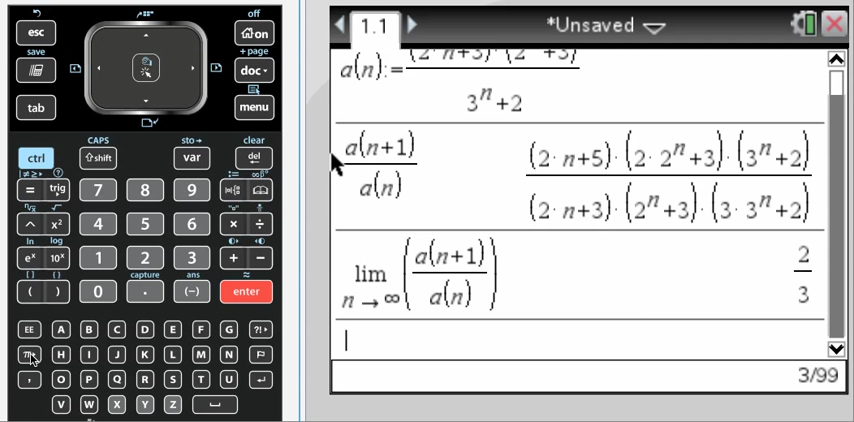 off
esc
on
save
+ page
doc
tab
menu
CAPS
sto→
clear
ctrl
shift
var
del
= trig 7 8 9
^ x² 4 5 6 × ÷
ln log
eˣ 10ˣ 1 2 3 + −
[ ] { } capture ans ≈
( ) 0 . (−) enter
EE A B C D E F G ?!▸
π▸ H I J K L M N
, O P Q R S T U ↵
V W X Y Z
1.1 *Unsaved
a(n):=
3ⁿ+2
a(n+1)/a(n) (2·n+5)·(2·2ⁿ+3)·(3ⁿ+2)/(2·n+3)·(2ⁿ+3)·(3·3ⁿ+2)
lim n→∞ (a(n+1)/a(n)) 2/3
3/99